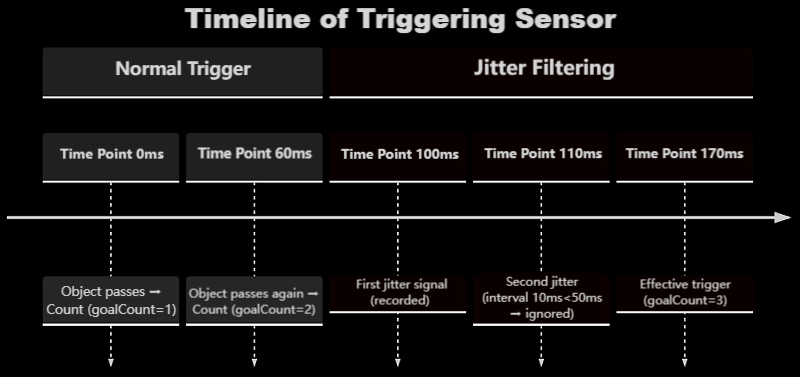 Timeline of Triggering Sensor
Normal Trigger
Jitter Filtering
Time Point 0ms
Time Point 60ms
Time Point 100ms
Time Point 110ms
Time Point 170ms
Object passes →
Count (goalCount=1)
Object passes again →
Count (goalCount=2)
First jitter signal
(recorded)
Second jitter
(interval 10ms<50ms
→ ignored)
Effective trigger
(goalCount=3)